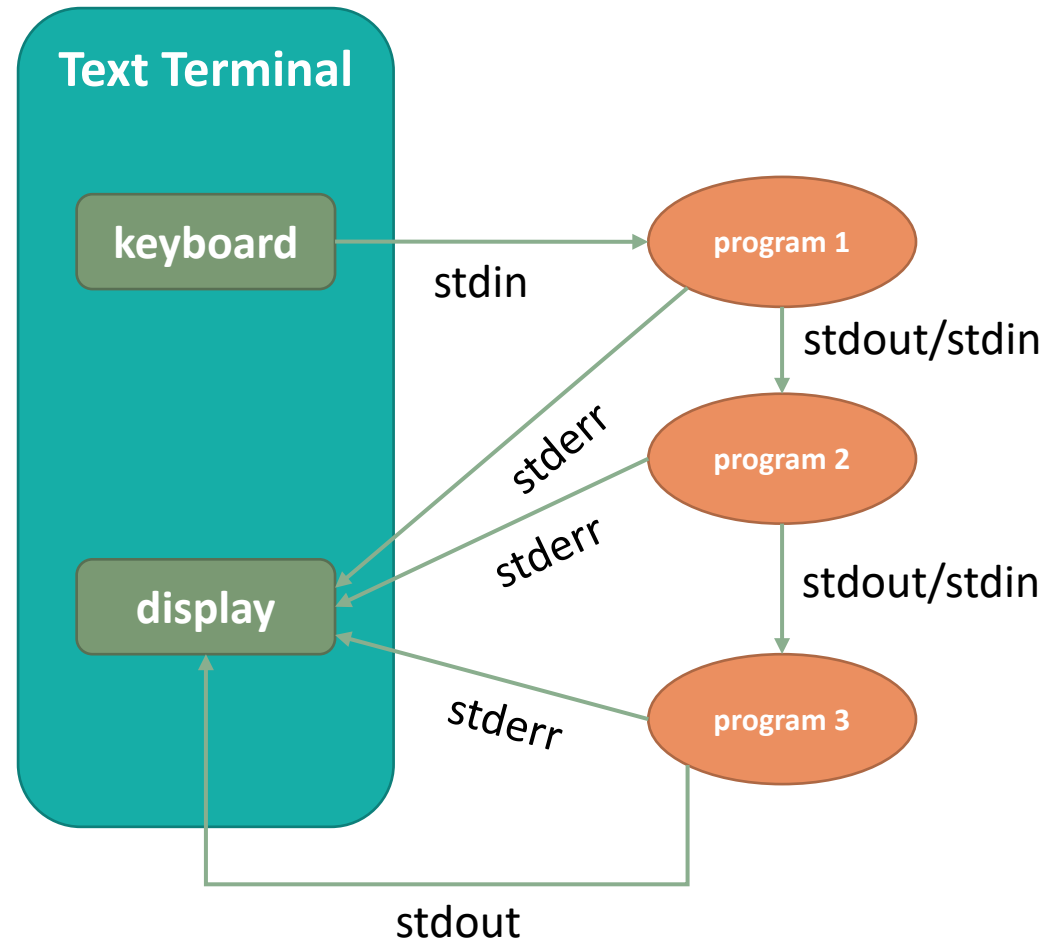 Text Terminal
keyboard
program 1
stdin
stdout/stdin
stderr
program 2
stderr
stdout/stdin
display
stderr
program 3
stdout